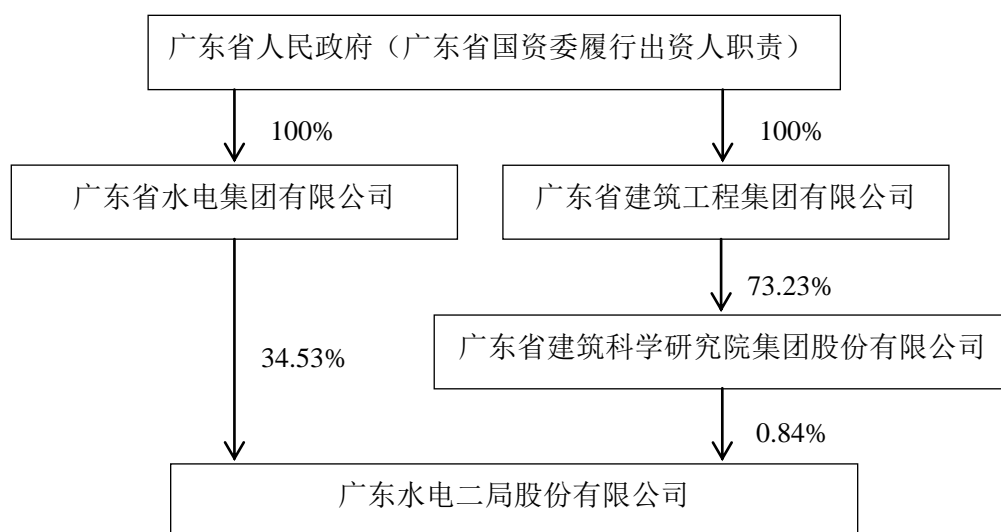 广东省人民政府（广东省国资委履行出资人职责）
100%
100%
广东省水电集团有限公司
广东省建筑工程集团有限公司
73.23%
34.53%
广东省建筑科学研究院集团股份有限公司
0.84%
广东水电二局股份有限公司